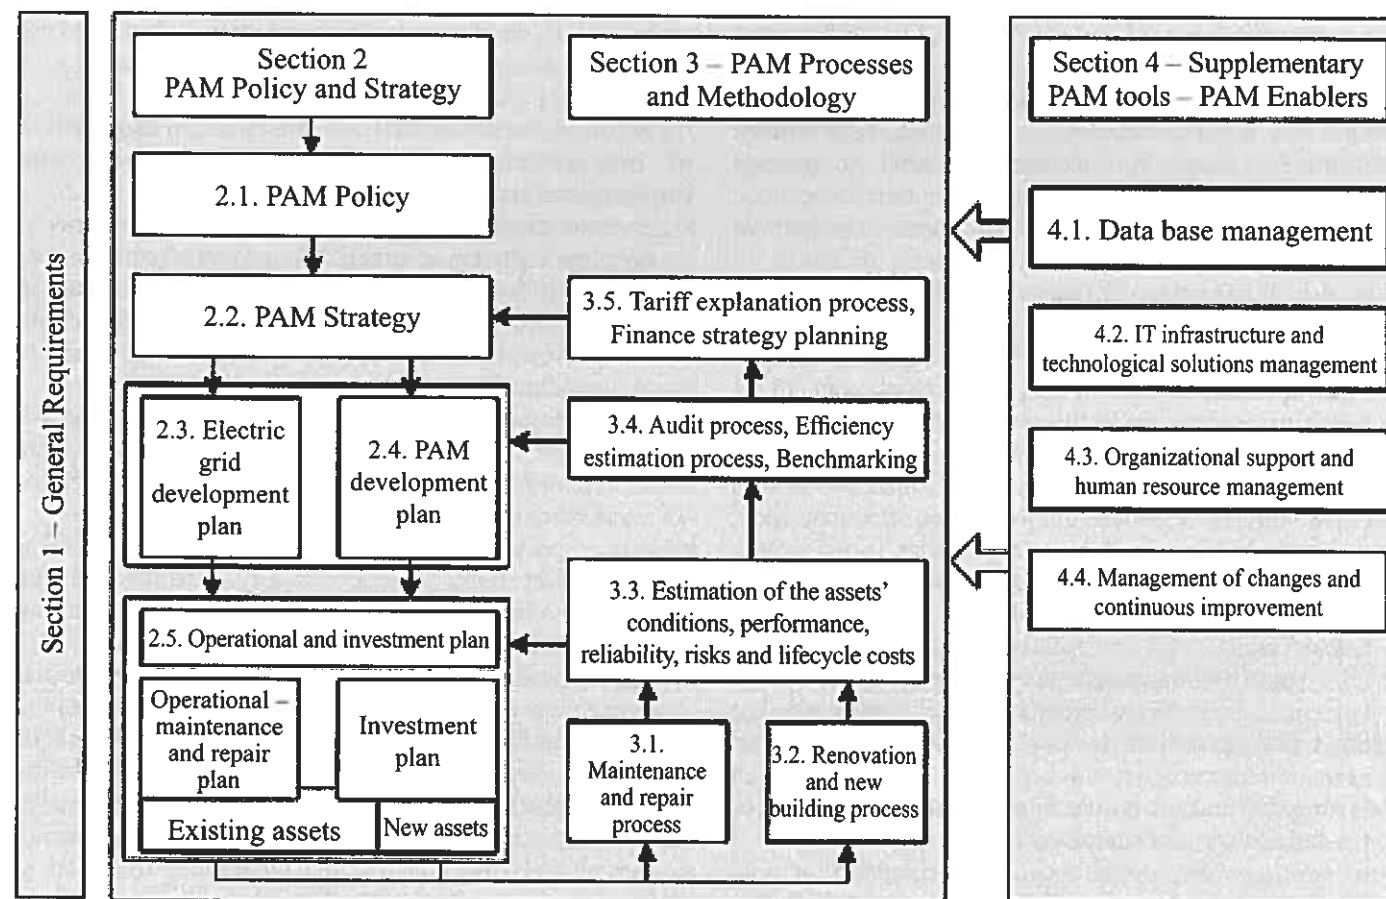 Section 1 – General Requirements
Section 2
PAM Policy and Strategy
2.1. PAM Policy
2.2. PAM Strategy
2.3. Electric
grid
development
plan
2.4. PAM
development
plan
2.5. Operational and investment plan
Operational –
maintenance
and repair
plan
Investment
plan
Existing assets
New assets
Section 3 – PAM Processes
and Methodology
3.5. Tariff explanation process,
Finance strategy planning
3.4. Audit process, Efficiency
estimation process, Benchmarking
3.3. Estimation of the assets’
conditions, performance,
reliability, risks and lifecycle costs
3.1.
Maintenance
and repair
process
3.2. Renovation
and new
building process
Section 4 – Supplementary
PAM tools – PAM Enablers
4.1. Data base management
4.2. IT infrastructure and
technological solutions management
4.3. Organizational support and
human resource management
4.4. Management of changes and
continuous improvement